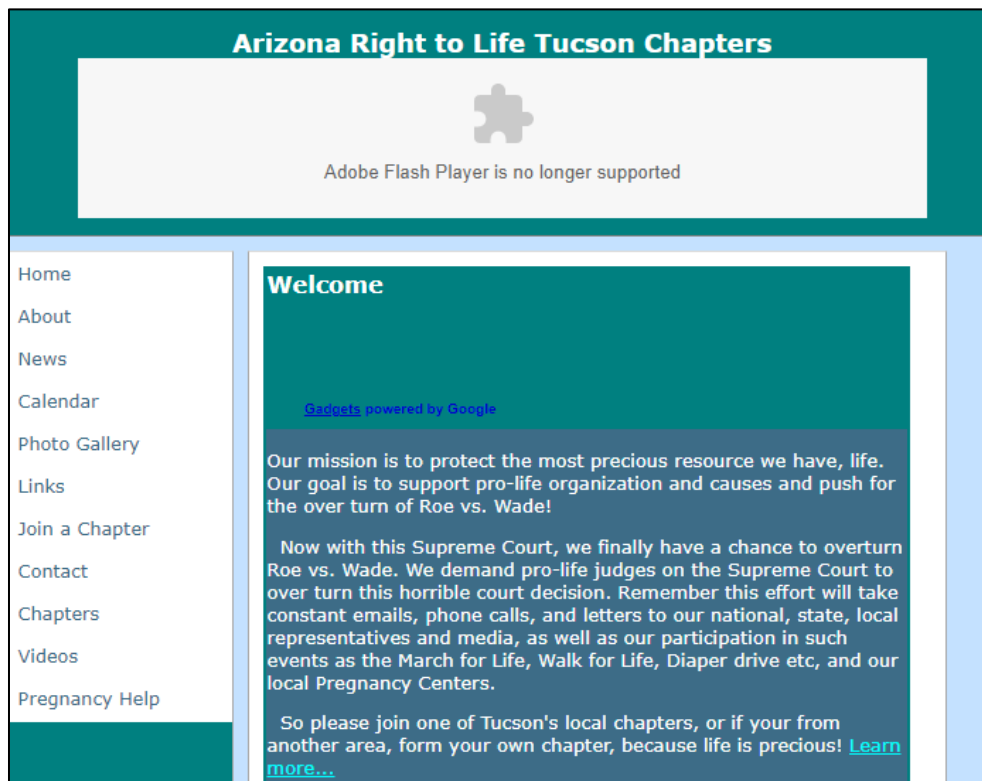 Arizona Right to Life Tucson Chapters
Adobe Flash Player is no longer supported
Home
About
News
Calendar
Photo Gallery
Links
Join a Chapter
Contact
Chapters
Videos
Pregnancy Help
Welcome
Gadgets powered by Google
Our mission is to protect the most precious resource we have, life.
Our goal is to support pro-life organization and causes and push for
the over turn of Roe vs. Wade!
Now with this Supreme Court, we finally have a chance to overturn
Roe vs. Wade. We demand pro-life judges on the Supreme Court to
over turn this horrible court decision. Remember this effort will take
constant emails, phone calls, and letters to our national, state, local
representatives and media, as well as our participation in such
events as the March for Life, Walk for Life, Diaper drive etc, and our
local Pregnancy Centers.
So please join one of Tucson's local chapters, or if your from
another area, form your own chapter, because life is precious! Learn
more...